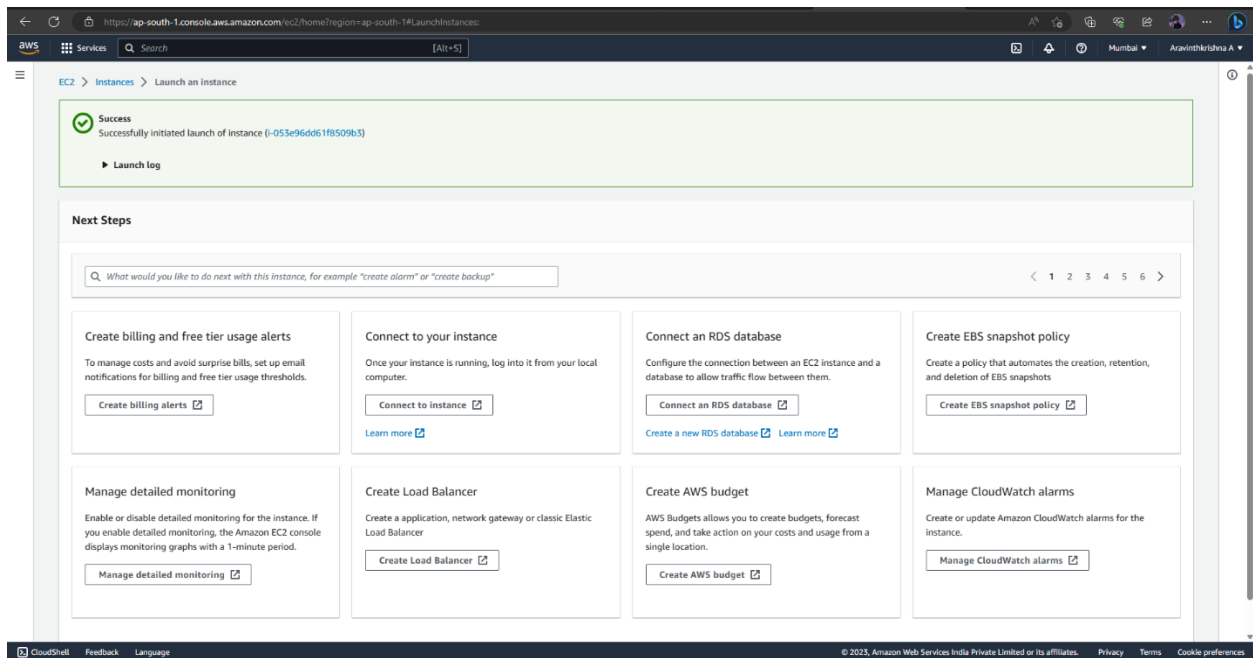 https://ap-south-1.console.aws.amazon.com/ec2/home?region=ap-south-1#LaunchInstances:
aws Services Search [Alt+S] Mumbai Aravinthkrishna A
EC2 > Instances > Launch an instance
Success
Successfully initiated launch of instance (i-053e96dd61f8509b3)
Launch log
Next Steps
What would you like to do next with this instance, for example "create alarm" or "create backup"
< 1 2 3 4 5 6 >
Create billing and free tier usage alerts
To manage costs and avoid surprise bills, set up email
notifications for billing and free tier usage thresholds.
Create billing alerts
Connect to your instance
Once your instance is running, log into it from your local
computer.
Connect to instance
Learn more
Connect an RDS database
Configure the connection between an EC2 instance and a
database to allow traffic flow between them.
Connect an RDS database
Create a new RDS database Learn more
Create EBS snapshot policy
Create a policy that automates the creation, retention,
and deletion of EBS snapshots
Create EBS snapshot policy
Manage detailed monitoring
Enable or disable detailed monitoring for the instance. If
you enable detailed monitoring, the Amazon EC2 console
displays monitoring graphs with a 1-minute period.
Manage detailed monitoring
Create Load Balancer
Create a application, network gateway or classic Elastic
Load Balancer
Create Load Balancer
Create AWS budget
AWS Budgets allows you to create budgets, forecast
spend, and take action on your costs and usage from a
single location.
Create AWS budget
Manage CloudWatch alarms
Create or update Amazon CloudWatch alarms for the
instance.
Manage CloudWatch alarms
CloudShell Feedback Language © 2023, Amazon Web Services India Private Limited or its affiliates. Privacy Terms Cookie preferences